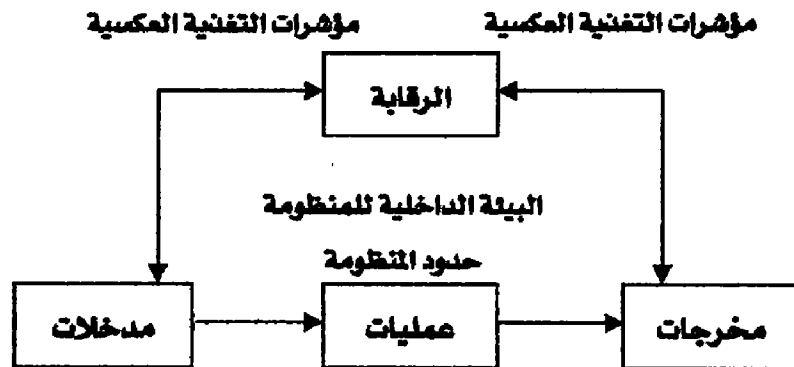 مؤشرات التغذية العكسية
مؤشرات التغذية العكسية
الرقابة
البيئة الداخلية للمنظومة
حدود المنظومة
مدخلات
عمليات
مخرجات